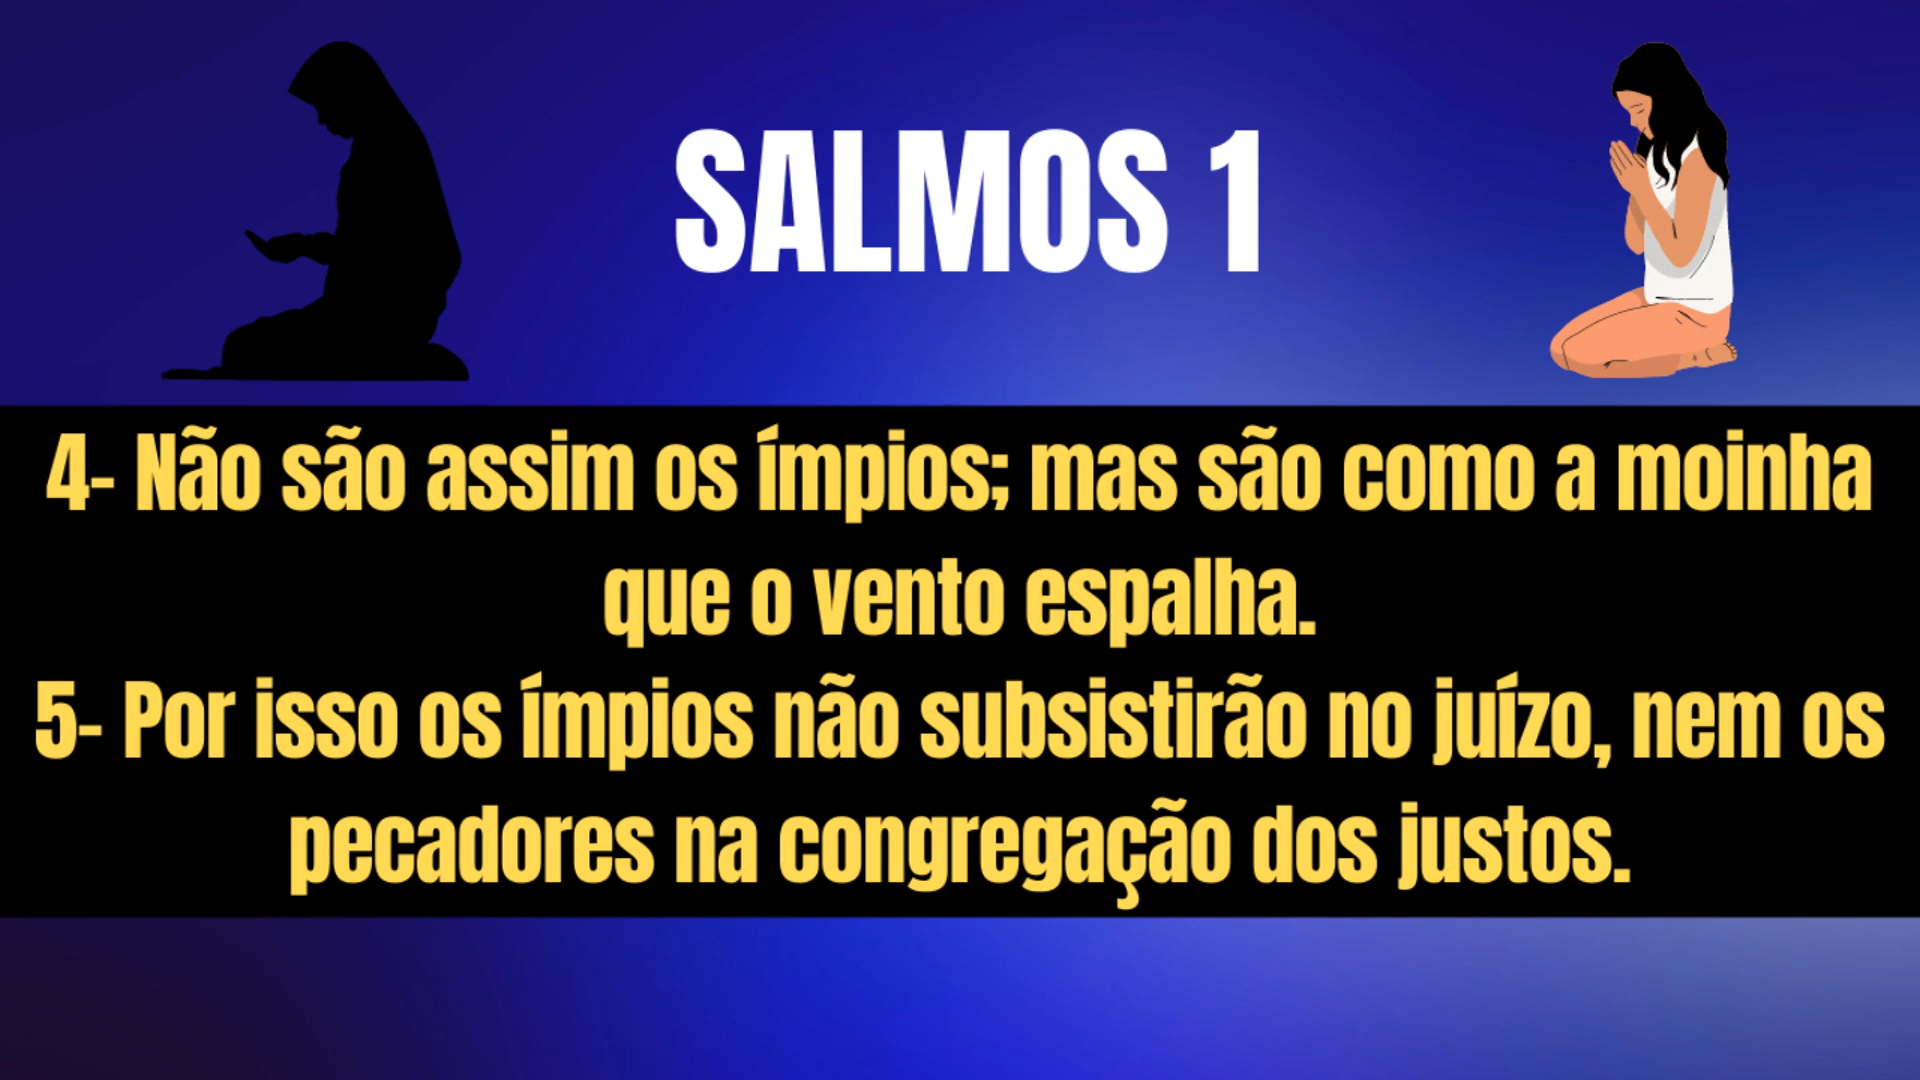 SALMOS 1
4- Não são assim os ímpios; mas são como a moinha
que o vento espalha.
5- Por isso os ímpios não subsistirão no juízo, nem os
pecadores na congregação dos justos.